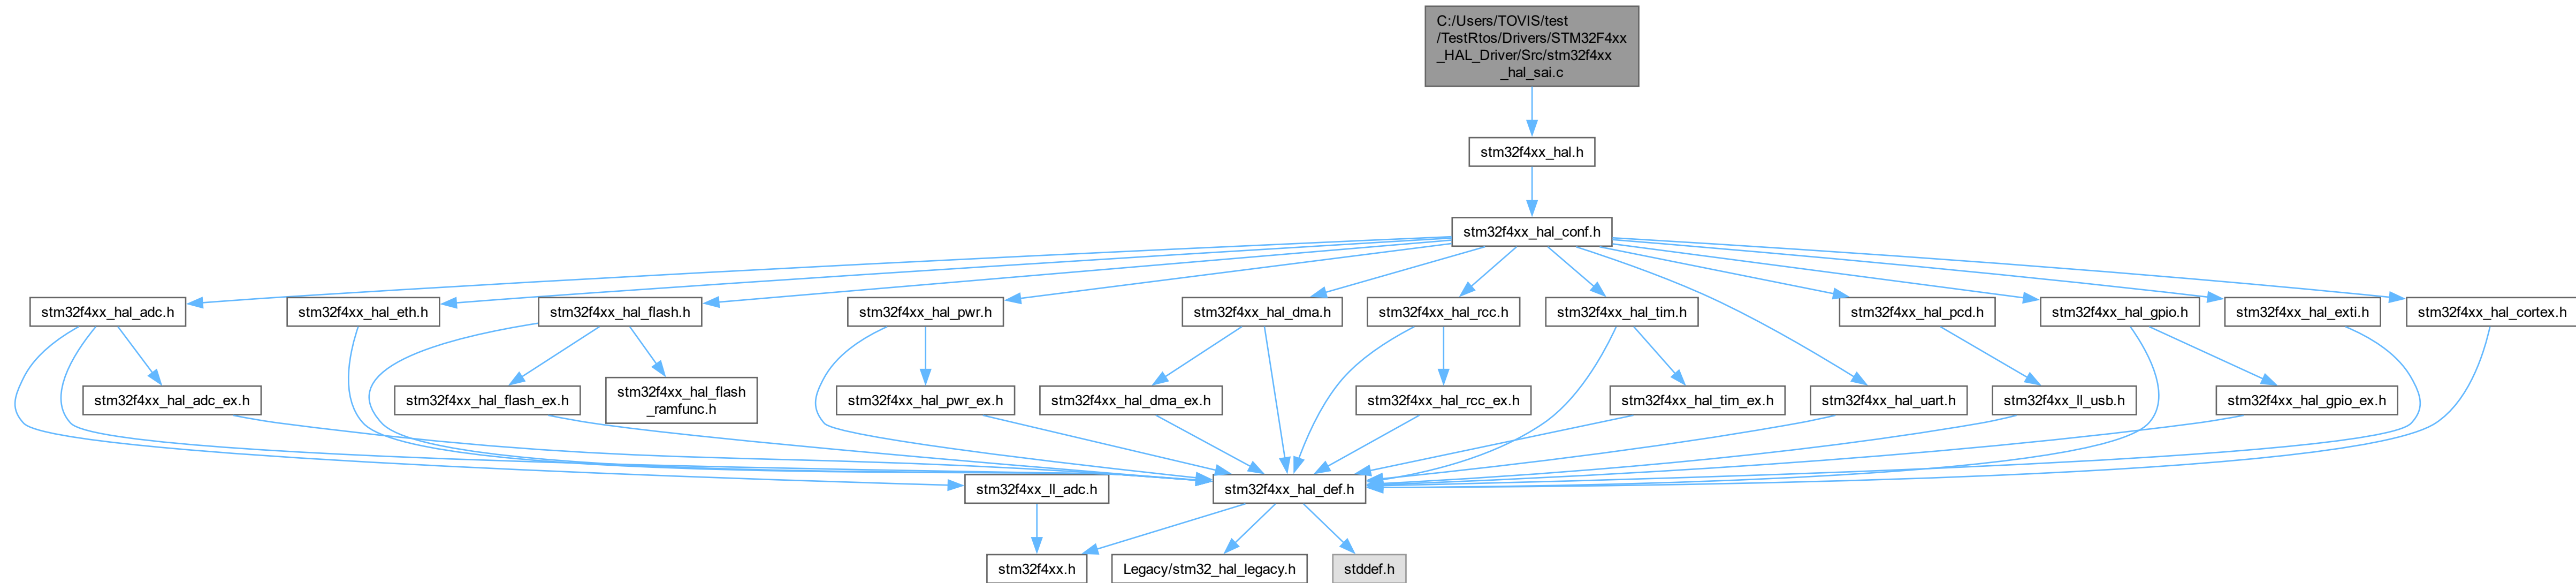 C:/Users/TOVIS/test
/TestRtos/Drivers/STM32F4xx
_HAL_Driver/Src/stm32f4xx
_hal_sai.c
stm32f4xx_hal.h
stm32f4xx_hal_conf.h
stm32f4xx_hal_adc.h
stm32f4xx_hal_eth.h
stm32f4xx_hal_flash.h
stm32f4xx_hal_pwr.h
stm32f4xx_hal_dma.h
stm32f4xx_hal_rcc.h
stm32f4xx_hal_tim.h
stm32f4xx_hal_pcd.h
stm32f4xx_hal_gpio.h
stm32f4xx_hal_exti.h
stm32f4xx_hal_cortex.h
stm32f4xx_hal_adc_ex.h
stm32f4xx_hal_flash_ex.h
stm32f4xx_hal_flash
_ramfunc.h
stm32f4xx_hal_pwr_ex.h
stm32f4xx_hal_dma_ex.h
stm32f4xx_hal_rcc_ex.h
stm32f4xx_hal_tim_ex.h
stm32f4xx_hal_uart.h
stm32f4xx_ll_usb.h
stm32f4xx_hal_gpio_ex.h
stm32f4xx_ll_adc.h
stm32f4xx_hal_def.h
stm32f4xx.h
Legacy/stm32_hal_legacy.h
stddef.h